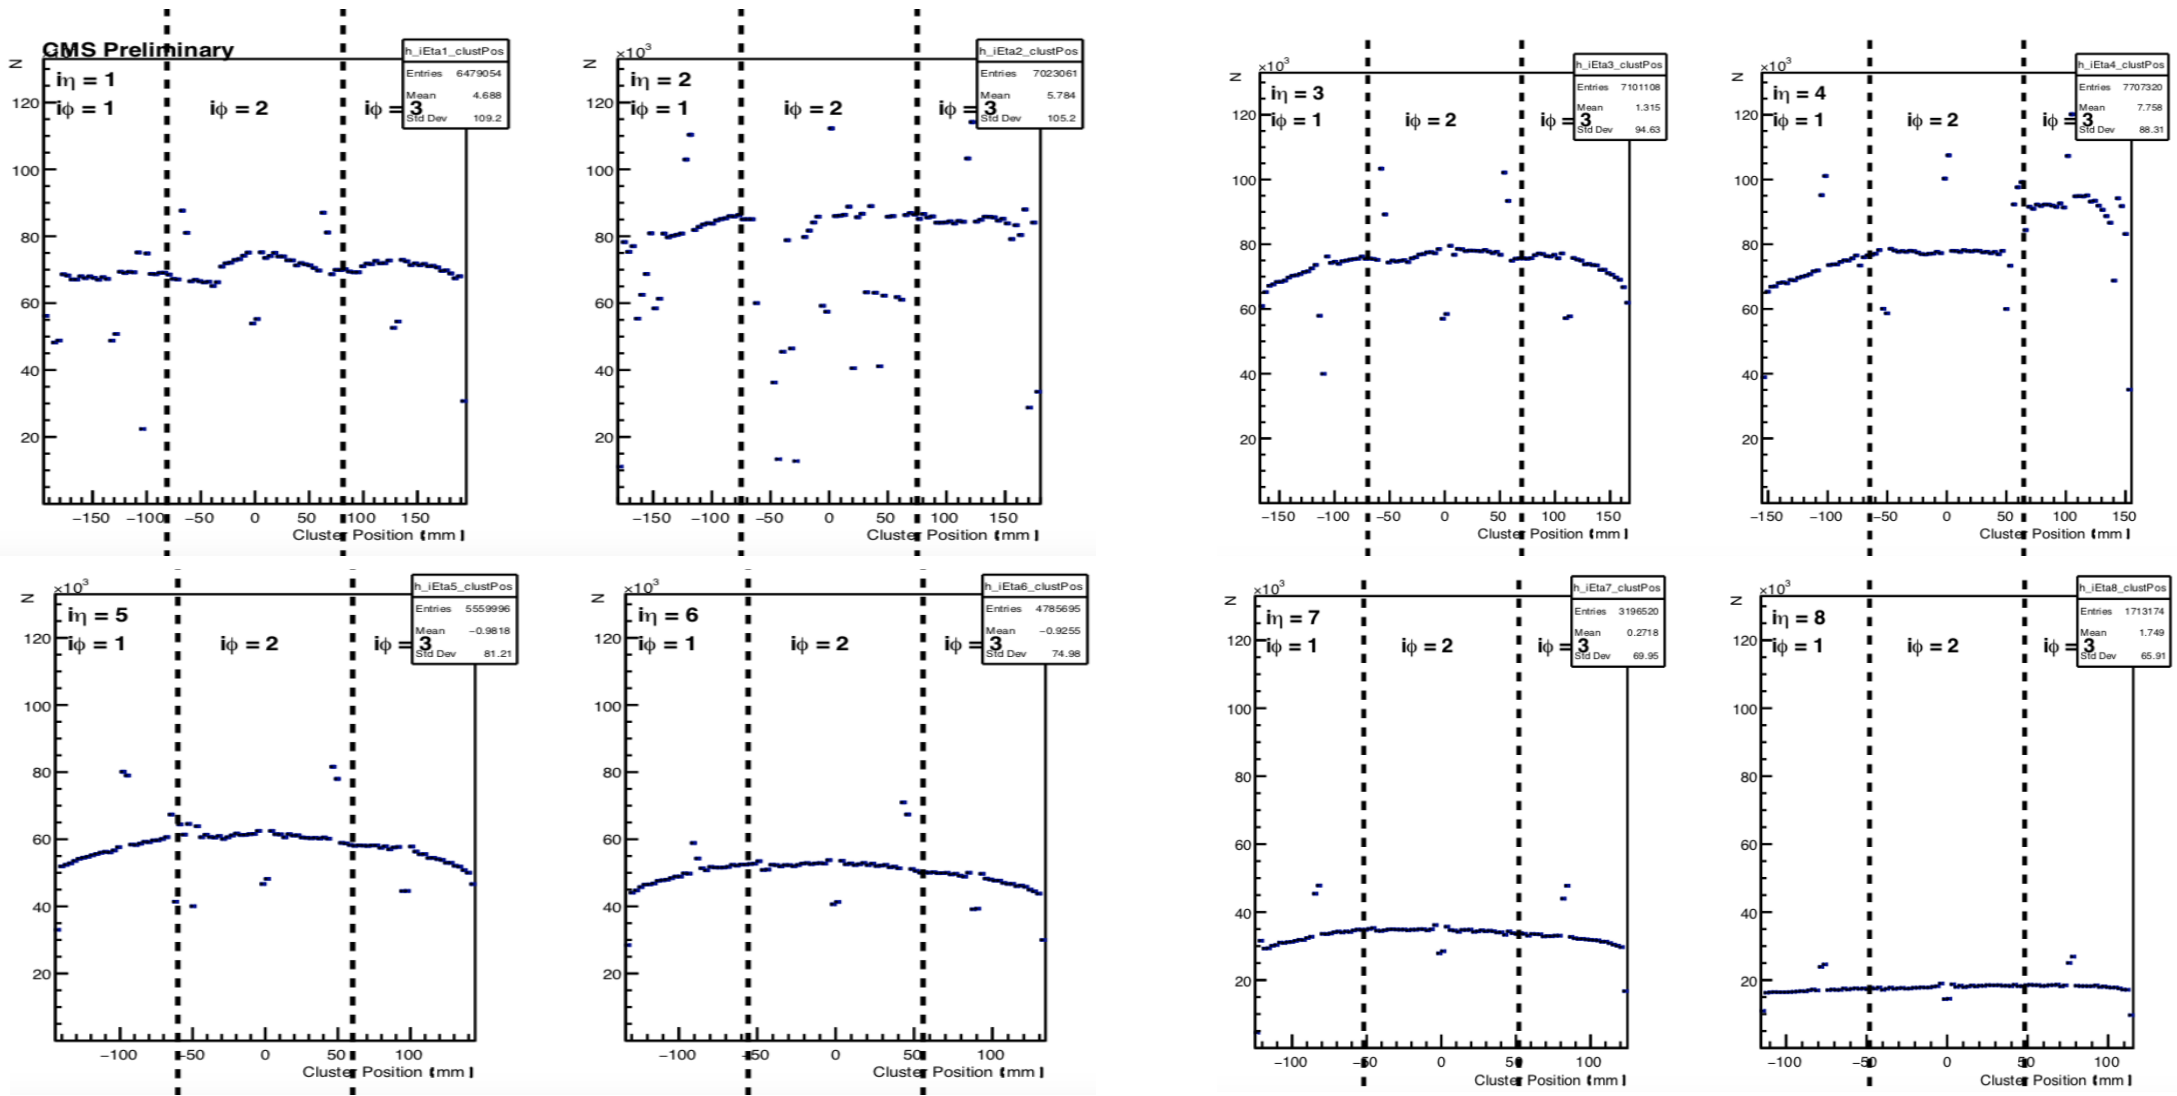 CMS Preliminary
N
iη = 1
iφ = 1 iφ = 2 iφ = 3
h_iEta1_clustPos
Entries 6479054
Mean 4.688
Std Dev 109.2
120
100
80
60
40
20
−150 −100 −50 0 50 100 150
Cluster Position [mm]
×10³
N
iη = 2
iφ = 1 iφ = 2 iφ = 3
h_iEta2_clustPos
Entries 7023061
Mean 5.784
Std Dev 105.2
120
100
80
60
40
20
−150 −100 −50 0 50 100 150
Cluster Position [mm]
×10³
N
iη = 3
iφ = 1 iφ = 2 iφ = 3
h_iEta3_clustPos
Entries 7101108
Mean 1.315
Std Dev 94.63
120
100
80
60
40
20
−150 −100 −50 0 50 100 150
Cluster Position [mm]
×10³
N
iη = 4
iφ = 1 iφ = 2 iφ = 3
h_iEta4_clustPos
Entries 7707320
Mean 7.758
Std Dev 88.31
120
100
80
60
40
20
−150 −100 −50 0 50 100 150
Cluster Position [mm]
×10³
N
iη = 5
iφ = 1 iφ = 2 iφ = 3
h_iEta5_clustPos
Entries 5559996
Mean −0.9818
Std Dev 81.21
120
100
80
60
40
20
−100 −50 0 50 100
Cluster Position [mm]
×10³
N
iη = 6
iφ = 1 iφ = 2 iφ = 3
h_iEta6_clustPos
Entries 4785695
Mean −0.9255
Std Dev 74.98
120
100
80
60
40
20
−100 −50 0 50 100
Cluster Position [mm]
×10³
N
iη = 7
iφ = 1 iφ = 2 iφ = 3
h_iEta7_clustPos
Entries 3196520
Mean 0.2718
Std Dev 69.95
120
100
80
60
40
20
−100 −50 0 50 100
Cluster Position [mm]
×10³
N
iη = 8
iφ = 1 iφ = 2 iφ = 3
h_iEta8_clustPos
Entries 1713174
Mean 1.749
Std Dev 65.91
120
100
80
60
40
20
−100 −50 0 50 100
Cluster Position [mm]